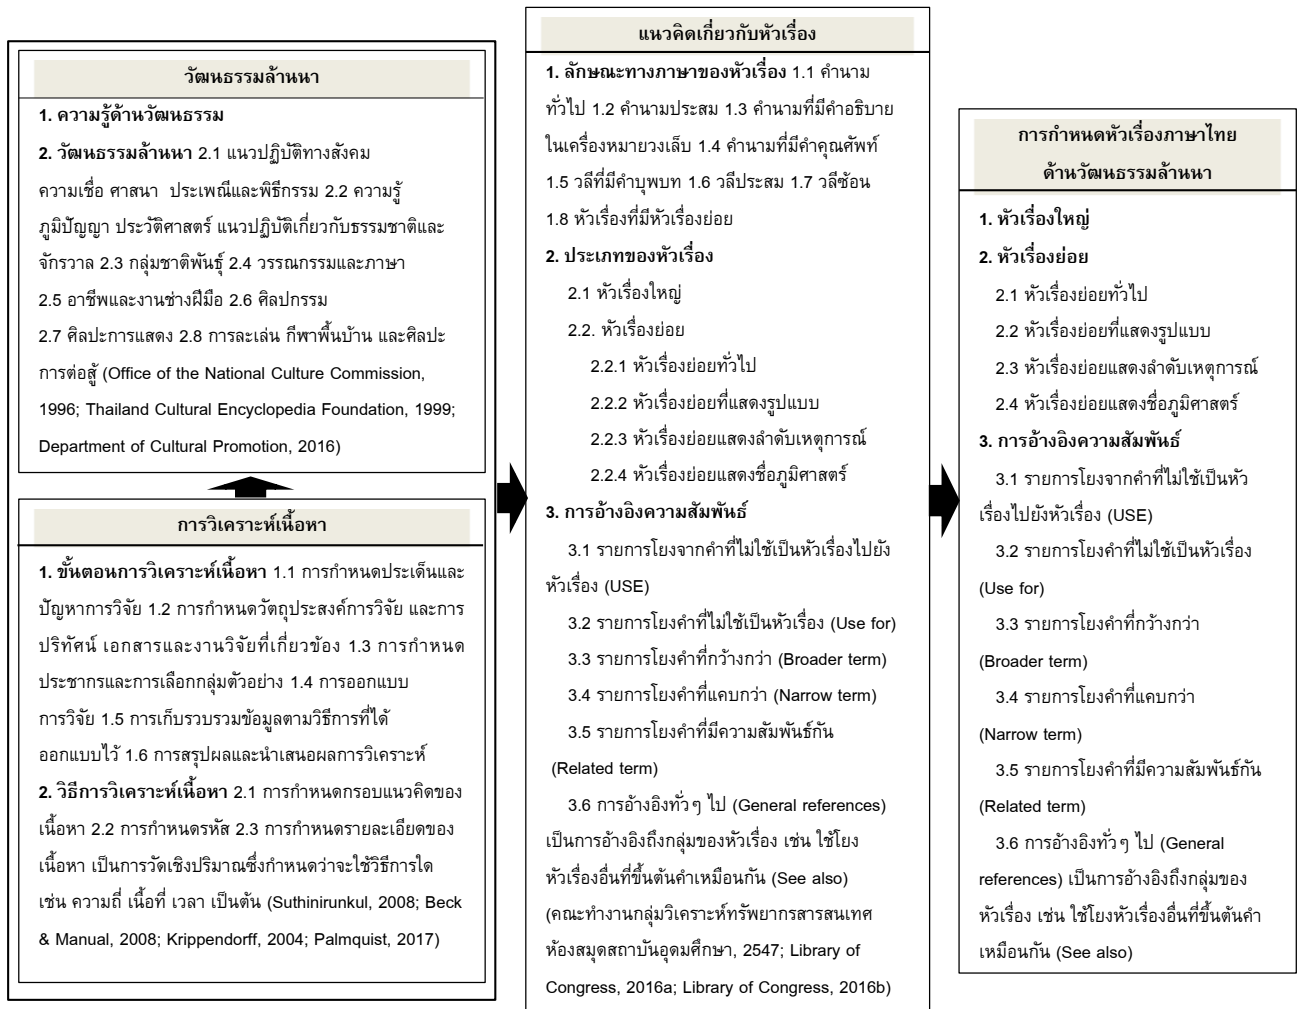 วัฒนธรรมล้านนา
1. ความรู้ด้านวัฒนธรรม
2. วัฒนธรรมล้านนา 2.1 แนวปฏิบัติทางสังคม
ความเชื่อ ศาสนา ประเพณีและพิธีกรรม 2.2 ความรู้
ภูมิปัญญา ประวัติศาสตร์ แนวปฏิบัติเกี่ยวกับธรรมชาติและ
จักรวาล 2.3 กลุ่มชาติพันธุ์ 2.4 วรรณกรรมและภาษา
2.5 อาชีพและงานช่างฝีมือ 2.6 ศิลปกรรม
2.7 ศิลปะการแสดง 2.8 การละเล่น กีฬาพื้นบ้าน และศิลปะ
การต่อสู้ (Office of the National Culture Commission,
1996; Thailand Cultural Encyclopedia Foundation, 1999;
Department of Cultural Promotion, 2016)
การวิเคราะห์เนื้อหา
1. ขั้นตอนการวิเคราะห์เนื้อหา 1.1 การกำหนดประเด็นและ
ปัญหาการวิจัย 1.2 การกำหนดวัตถุประสงค์การวิจัย และการ
ปริทัศน์ เอกสารและงานวิจัยที่เกี่ยวข้อง 1.3 การกำหนด
ประชากรและการเลือกกลุ่มตัวอย่าง 1.4 การออกแบบ
การวิจัย 1.5 การเก็บรวบรวมข้อมูลตามวิธีการที่ได้
ออกแบบไว้ 1.6 การสรุปผลและนำเสนอผลการวิเคราะห์
2. วิธีการวิเคราะห์เนื้อหา 2.1 การกำหนดกรอบแนวคิดของ
เนื้อหา 2.2 การกำหนดรหัส 2.3 การกำหนดรายละเอียดของ
เนื้อหา เป็นการวัดเชิงปริมาณซึ่งกำหนดว่าจะใช้วิธีการใด
เช่น ความถี่ เนื้อที่ เวลา เป็นต้น (Suthinirunkul, 2008; Beck
& Manual, 2008; Krippendorff, 2004; Palmquist, 2017)
แนวคิดเกี่ยวกับหัวเรื่อง
1. ลักษณะทางภาษาของหัวเรื่อง 1.1 คำนาม
ทั่วไป 1.2 คำนามประสม 1.3 คำนามที่มีคำอธิบาย
ในเครื่องหมายวงเล็บ 1.4 คำนามที่มีคำคุณศัพท์
1.5 วลีที่มีคำบุพบท 1.6 วลีประสม 1.7 วลีซ้อน
1.8 หัวเรื่องที่มีหัวเรื่องย่อย
2. ประเภทของหัวเรื่อง
2.1 หัวเรื่องใหญ่
2.2. หัวเรื่องย่อย
2.2.1 หัวเรื่องย่อยทั่วไป
2.2.2 หัวเรื่องย่อยที่แสดงรูปแบบ
2.2.3 หัวเรื่องย่อยแสดงลำดับเหตุการณ์
2.2.4 หัวเรื่องย่อยแสดงชื่อภูมิศาสตร์
3. การอ้างอิงความสัมพันธ์
3.1 รายการโยงจากคำที่ไม่ใช้เป็นหัวเรื่องไปยัง
หัวเรื่อง (USE)
3.2 รายการโยงคำที่ไม่ใช้เป็นหัวเรื่อง (Use for)
3.3 รายการโยงคำที่กว้างกว่า (Broader term)
3.4 รายการโยงคำที่แคบกว่า (Narrow term)
3.5 รายการโยงคำที่มีความสัมพันธ์กัน
(Related term)
3.6 การอ้างอิงทั่วๆ ไป (General references)
เป็นการอ้างอิงถึงกลุ่มของหัวเรื่อง เช่น ใช้โยง
หัวเรื่องอื่นที่ขึ้นต้นคำเหมือนกัน (See also)
(คณะทำงานกลุ่มวิเคราะห์ทรัพยากรสารสนเทศ
ห้องสมุดสถาบันอุดมศึกษา, 2547; Library of
Congress, 2016a; Library of Congress, 2016b)
การกำหนดหัวเรื่องภาษาไทย
ด้านวัฒนธรรมล้านนา
1. หัวเรื่องใหญ่
2. หัวเรื่องย่อย
2.1 หัวเรื่องย่อยทั่วไป
2.2 หัวเรื่องย่อยที่แสดงรูปแบบ
2.3 หัวเรื่องย่อยแสดงลำดับเหตุการณ์
2.4 หัวเรื่องย่อยแสดงชื่อภูมิศาสตร์
3. การอ้างอิงความสัมพันธ์
3.1 รายการโยงจากคำที่ไม่ใช้เป็นหัว
เรื่องไปยังหัวเรื่อง (USE)
3.2 รายการโยงคำที่ไม่ใช้เป็นหัวเรื่อง
(Use for)
3.3 รายการโยงคำที่กว้างกว่า
(Broader term)
3.4 รายการโยงคำที่แคบกว่า
(Narrow term)
3.5 รายการโยงคำที่มีความสัมพันธ์กัน
(Related term)
3.6 การอ้างอิงทั่วๆ ไป (General
references) เป็นการอ้างอิงถึงกลุ่มของ
หัวเรื่อง เช่น ใช้โยงหัวเรื่องอื่นที่ขึ้นต้นคำ
เหมือนกัน (See also)